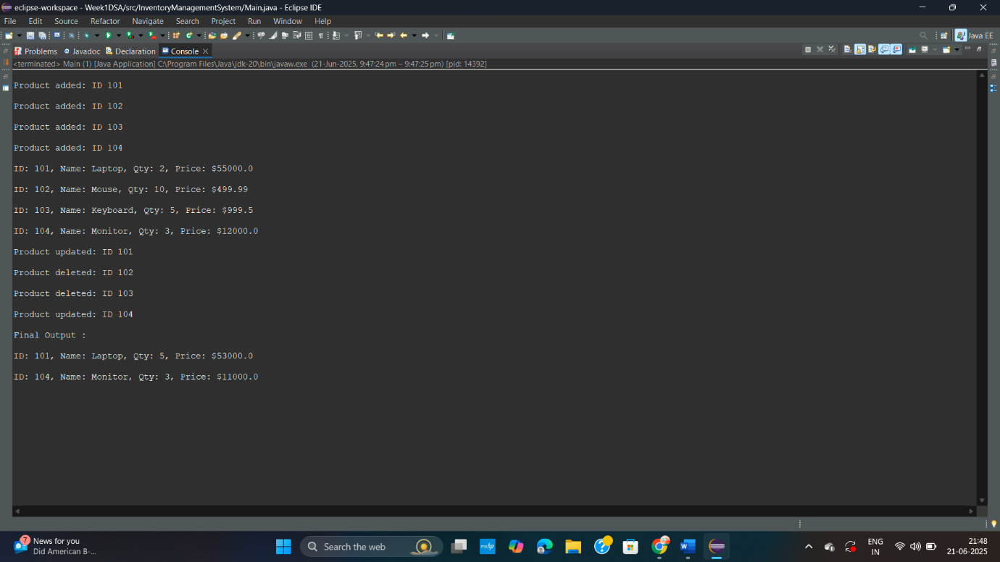 eclipse-workspace - Week1DSA/src/InventoryManagementSystem/Main.java - Eclipse IDE
File Edit Source Refactor Navigate Search Project Run Window Help
Java EE
Problems Javadoc Declaration Console
<terminated> Main (1) [Java Application] C:\Program Files\Java\jdk-20\bin\javaw.exe (21-Jun-2025, 9:47:24 pm – 9:47:25 pm) [pid: 14392]
Product added: ID 101
Product added: ID 102
Product added: ID 103
Product added: ID 104
ID: 101, Name: Laptop, Qty: 2, Price: $55000.0
ID: 102, Name: Mouse, Qty: 10, Price: $499.99
ID: 103, Name: Keyboard, Qty: 5, Price: $999.5
ID: 104, Name: Monitor, Qty: 3, Price: $12000.0
Product updated: ID 101
Product deleted: ID 102
Product deleted: ID 103
Product updated: ID 104
Final Output :
ID: 101, Name: Laptop, Qty: 5, Price: $53000.0
ID: 104, Name: Monitor, Qty: 3, Price: $11000.0
7
News for you
Did American B-...
Search the web
myhp
W
ENG
IN
21:48
21-06-2025